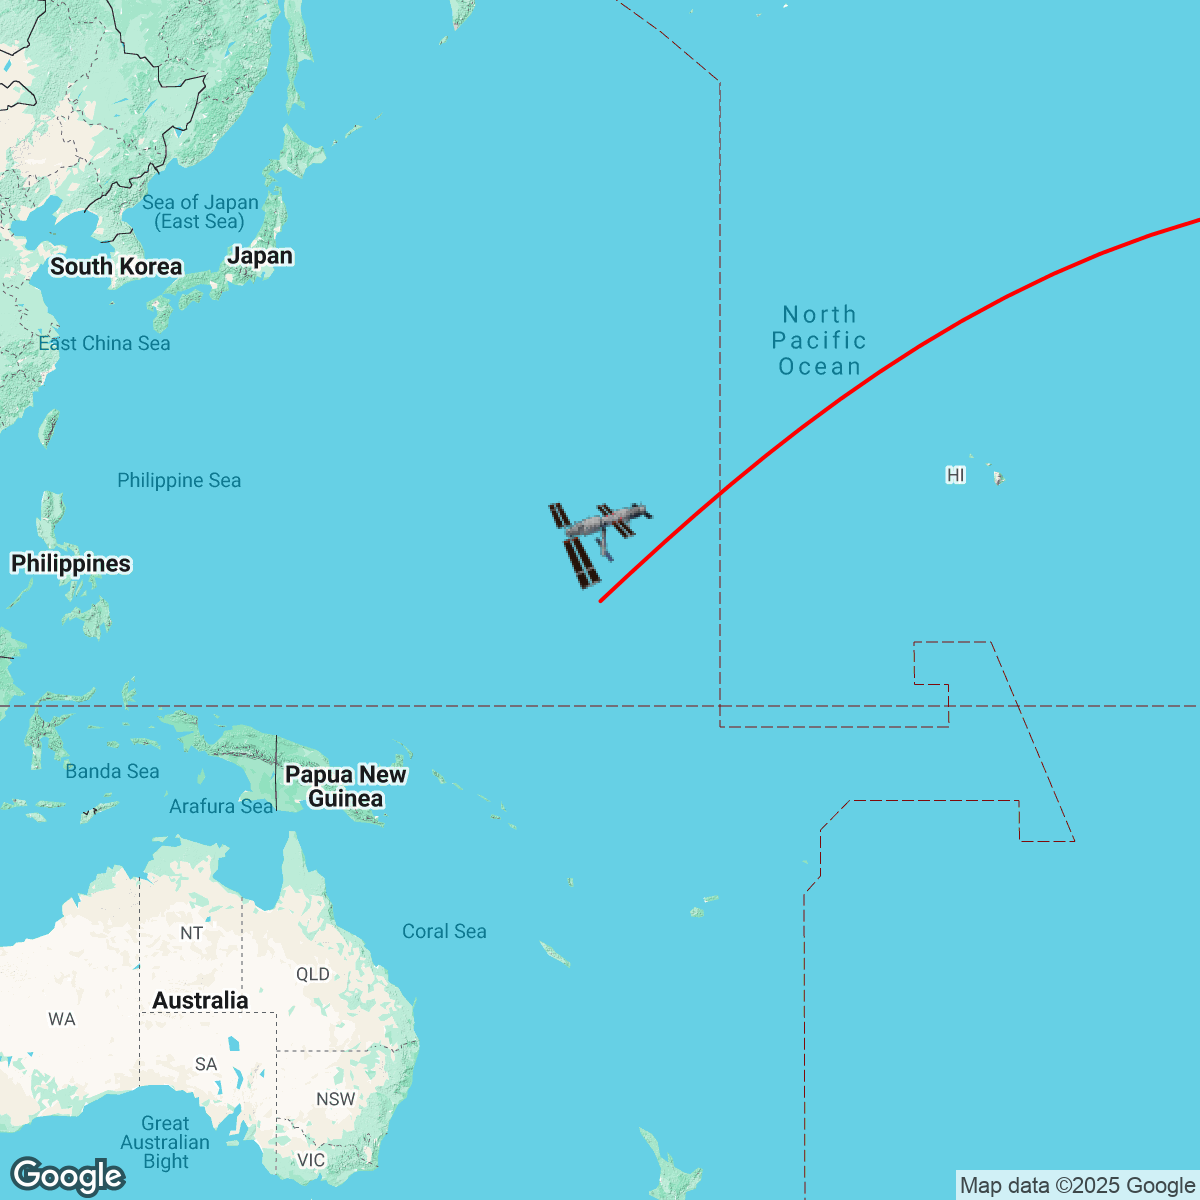 Sea of Japan
(East Sea)
Japan
South Korea
North
Pacific
Ocean
East China Sea
HI
Philippine Sea
Philippines
Banda Sea
Papua New
Guinea
Arafura Sea
NT
Coral Sea
QLD
Australia
WA
SA
NSW
Great
Australian
Bight
VIC
Google
Map data ©2025 Google